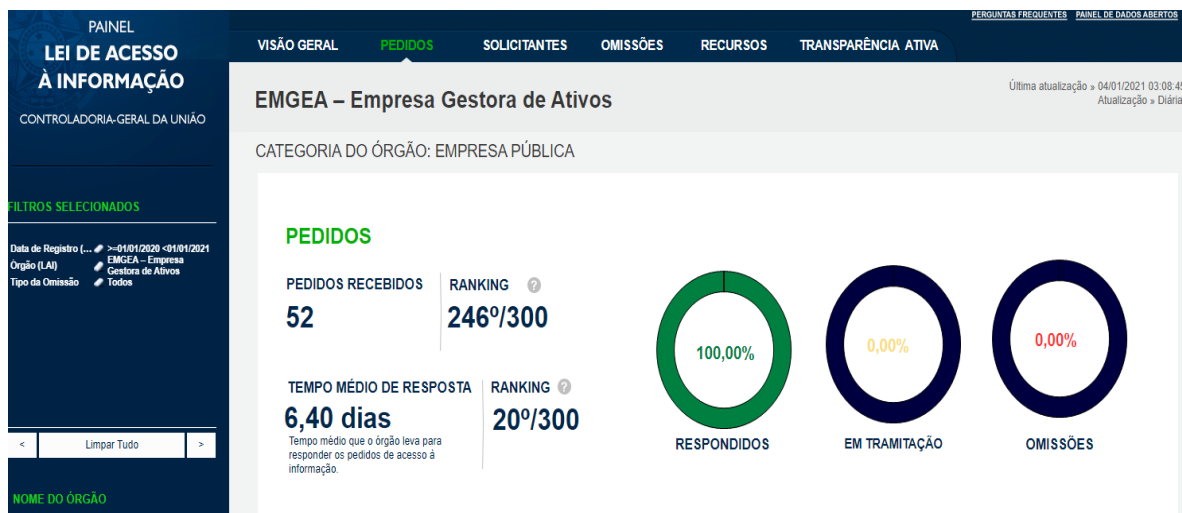 PERGUNTAS FREQUENTES PAINEL DE DADOS ABERTOS
PAINEL
LEI DE ACESSO
À INFORMAÇÃO
CONTROLADORIA-GERAL DA UNIÃO
VISÃO GERAL PEDIDOS SOLICITANTES OMISSÕES RECURSOS TRANSPARÊNCIA ATIVA
EMGEA – Empresa Gestora de Ativos
Última atualização » 04/01/2021 03:08:45
Atualização » Diária
CATEGORIA DO ÓRGÃO: EMPRESA PÚBLICA
FILTROS SELECIONADOS
Data de Registro (... >=01/01/2020 <01/01/2021
Órgão (LAI) EMGEA – Empresa
Gestora de Ativos
Tipo da Omissão Todos
Limpar Tudo
< >
NOME DO ÓRGÃO
PEDIDOS
PEDIDOS RECEBIDOS RANKING ?
52 246º/300
TEMPO MÉDIO DE RESPOSTA RANKING ?
6,40 dias 20º/300
Tempo médio que o órgão leva para
responder os pedidos de acesso á
informação.
100,00% 0,00% 0,00%
RESPONDIDOS EM TRAMITAÇÃO OMISSÕES